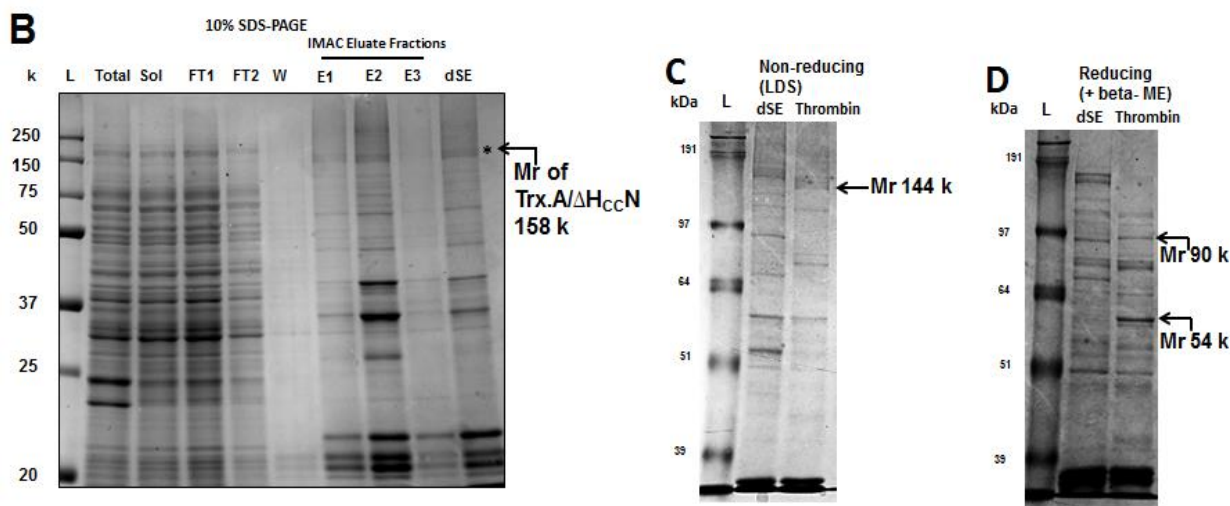 B
10% SDS-PAGE
IMAC Eluate Fractions
k L Total Sol FT1 FT2 W E1 E2 E3 dSE
250
150
75
50
37
25
20
*
Mr of
Trx.A/ΔHCCN
158 k
C
Non-reducing
(LDS)
kDa L dSE Thrombin
191
97
64
51
39
Mr 144 k
D
Reducing
(+ beta- ME)
kDa L dSE Thrombin
191
97
64
51
39
Mr 90 k
Mr 54 k